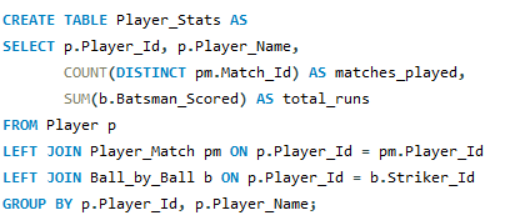 CREATE TABLE Player_Stats AS
SELECT p.Player_Id, p.Player_Name,
COUNT(DISTINCT pm.Match_Id) AS matches_played,
SUM(b.Batsman_Scored) AS total_runs
FROM Player p
LEFT JOIN Player_Match pm ON p.Player_Id = pm.Player_Id
LEFT JOIN Ball_by_Ball b ON p.Player_Id = b.Striker_Id
GROUP BY p.Player_Id, p.Player_Name;